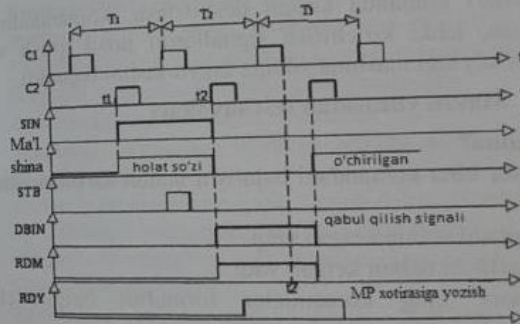 T₁ T₂ T₃
C1
t
C2
t1 t2
SIN
Ma'l.
shina
holat so'zi o'chirilgan
STB
DBIN
qabul qilish signali
RDM
t2
MP xotirasiga yozish
RDY